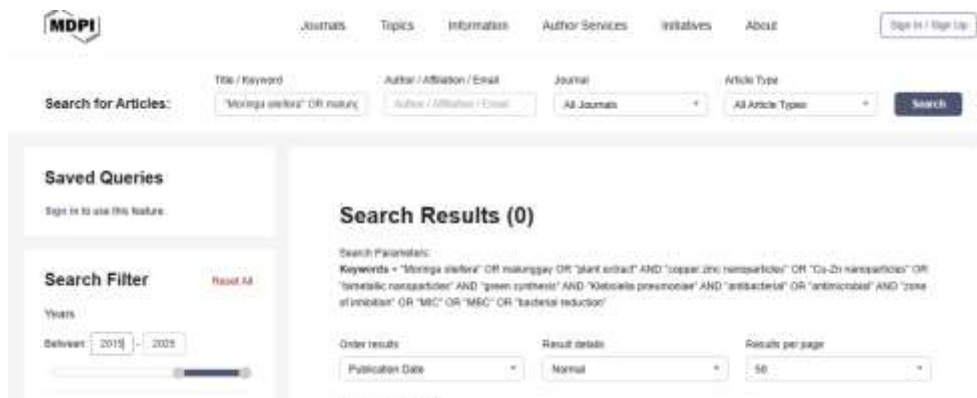 MDPI
Journals Topics Information Author Services Initiatives About Sign In / Sign Up
Title / Keyword Author / Affiliation / Email Journal Article Type
Search for Articles: "Moringa oleifera" OR malung Author / Affiliation / Email All Journals All Article Types Search
Saved Queries
Sign in to use this feature.
Search Results (0)
Search Parameters:
Keywords = "Moringa oleifera" OR malunggay OR "plant extract" AND "copper zinc nanoparticles" OR "Cu-Zn nanoparticles" OR
"bimetallic nanoparticles" AND "green synthesis" AND "Klebsiella pneumoniae" AND "antibacterial" OR "antimicrobial" AND "zone
of inhibition" OR "MIC" OR "MBC" OR "bacterial reduction"
Search Filter Reset All
Years
Between: 2015 - 2025
Order results Result details Results per page
Publication Date Normal 50